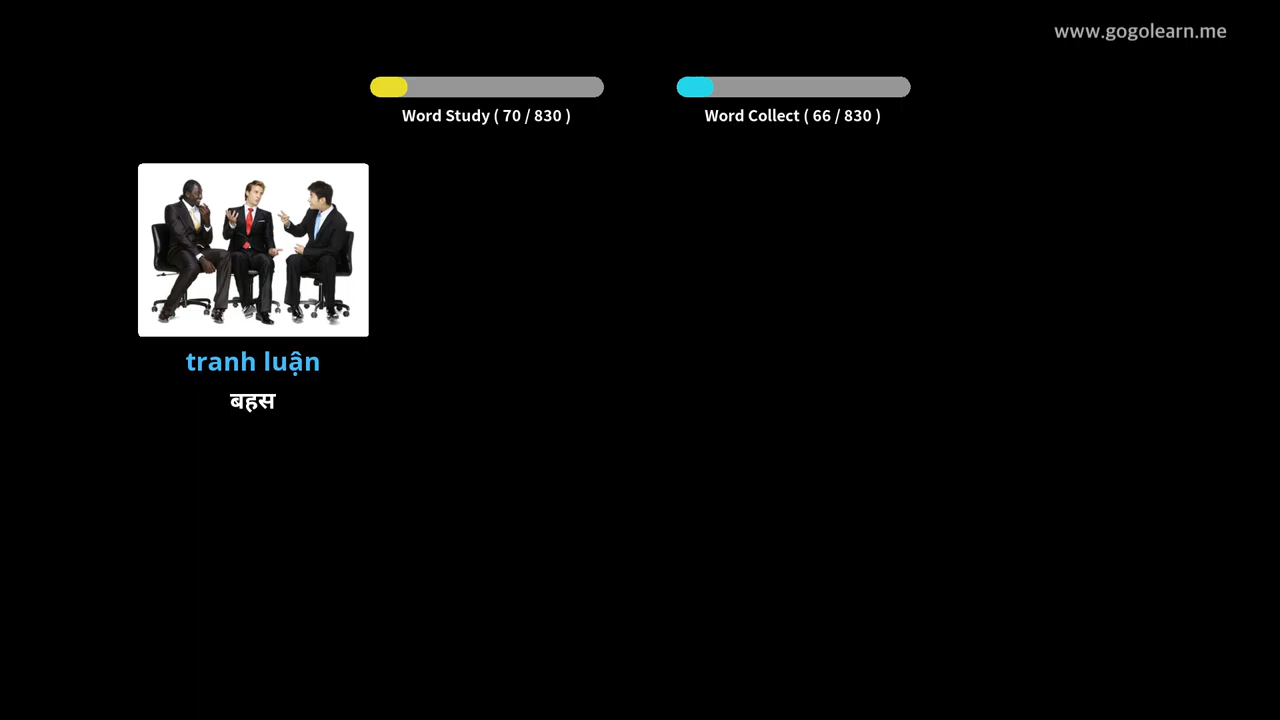 www.gogolearn.me
Word Study ( 70 / 830 )
Word Collect ( 66 / 830 )
tranh luận
बहस